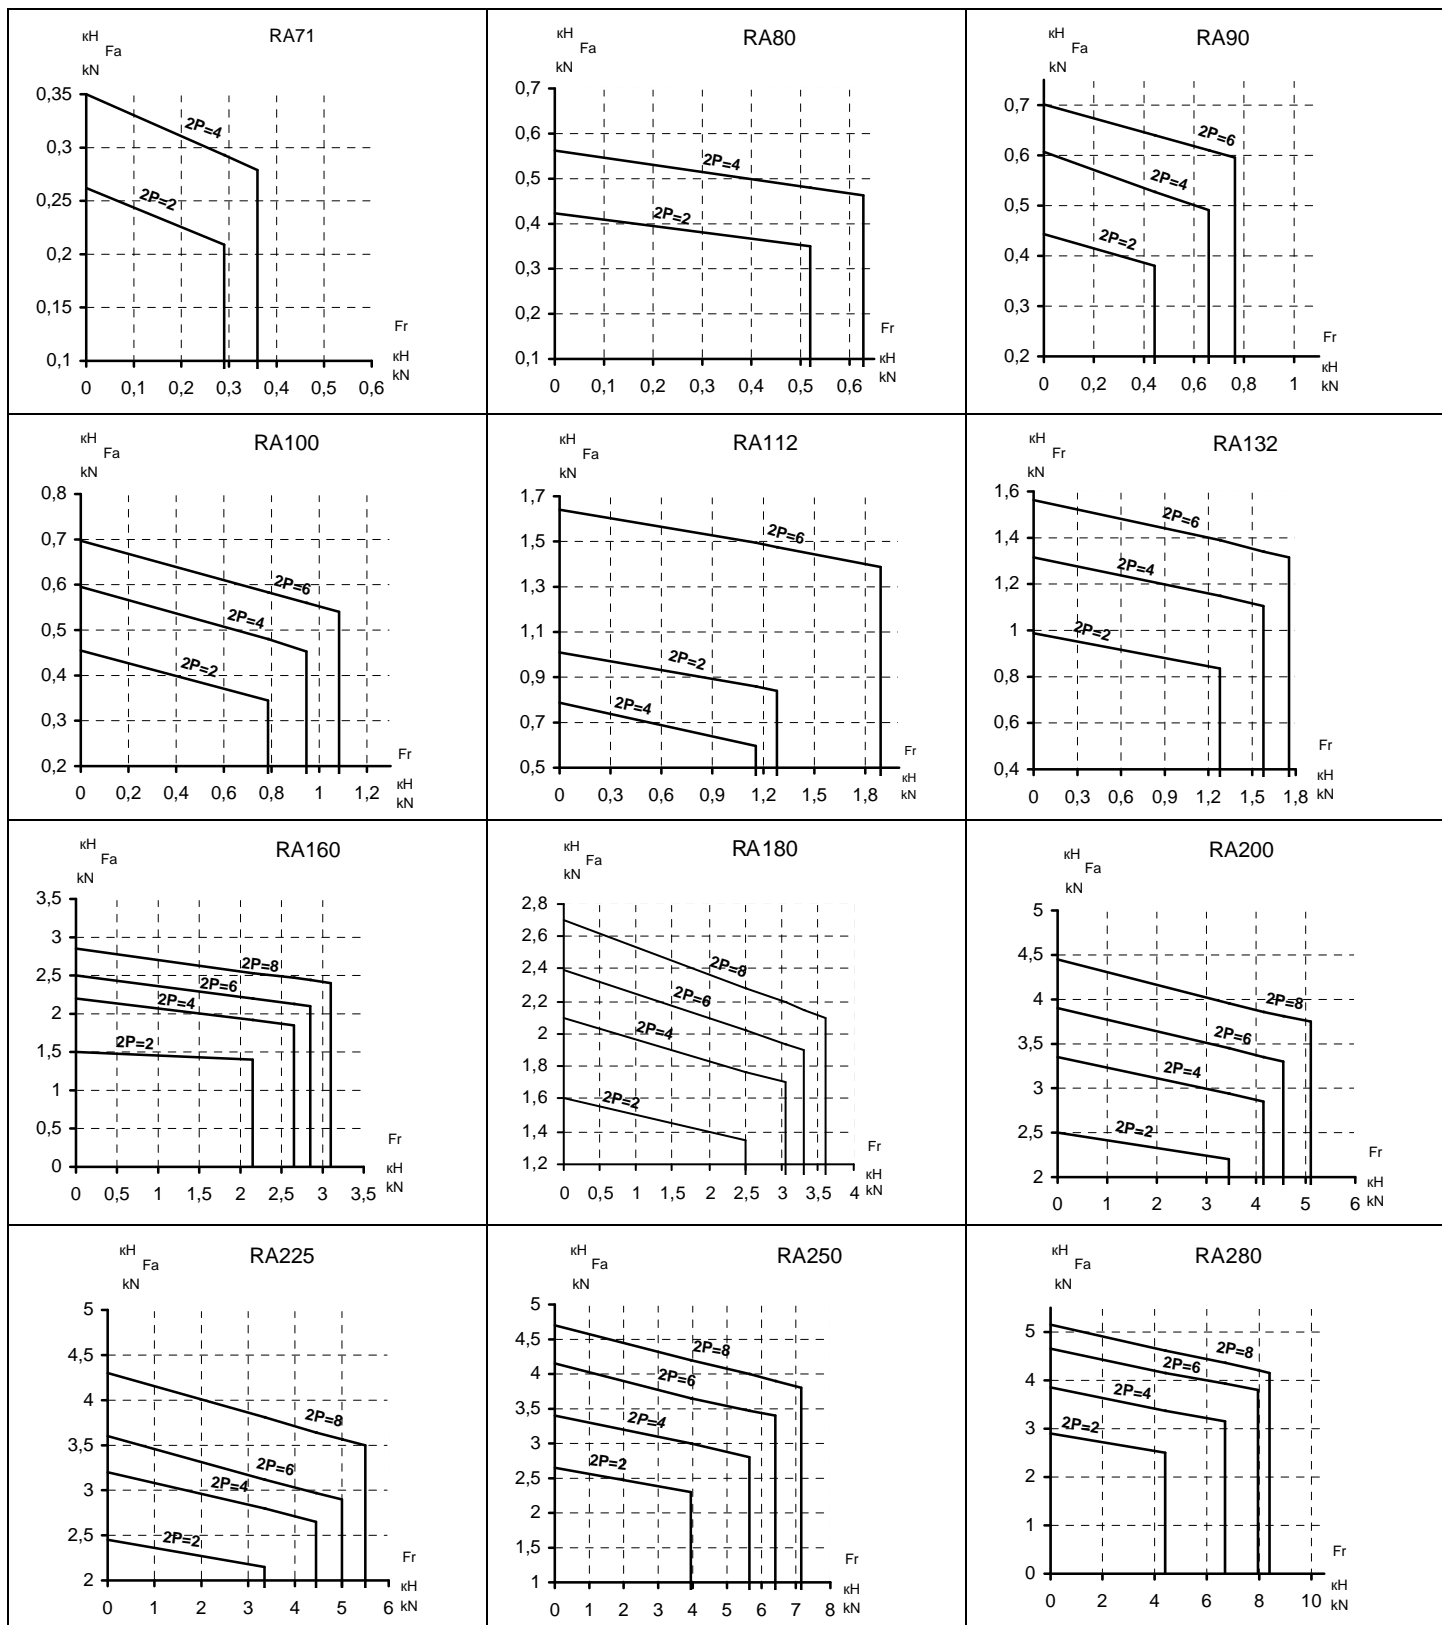 RA71
кН
Fa
kN
0,35
0,3
0,25
0,2
0,15
0,1
2P=4
2P=2
Fr
кН
kN
0 0,1 0,2 0,3 0,4 0,5 0,6
RA80
кН
Fa
kN
0,7
0,6
0,5
0,4
0,3
0,2
0,1
2P=4
2P=2
Fr
кН
kN
0 0,1 0,2 0,3 0,4 0,5 0,6
RA90
кН
Fa
kN
0,7
0,6
0,5
0,4
0,3
0,2
2P=6
2P=4
2P=2
Fr
кН
kN
0 0,2 0,4 0,6 0,8 1
RA100
кН
Fa
kN
0,8
0,7
0,6
0,5
0,4
0,3
0,2
2P=6
2P=4
2P=2
Fr
кН
kN
0 0,2 0,4 0,6 0,8 1 1,2
RA112
кН
Fa
kN
1,7
1,5
1,3
1,1
0,9
0,7
0,5
2P=6
2P=2
2P=4
Fr
кН
kN
0 0,3 0,6 0,9 1,2 1,5 1,8
RA132
кН
Fr
kN
1,6
1,4
1,2
1
0,8
0,6
0,4
2P=6
2P=4
2P=2
Fr
кН
kN
0 0,3 0,6 0,9 1,2 1,5 1,8
RA160
кН
Fa
kN
3,5
3
2,5
2
1,5
1
0,5
0
2P=8
2P=6
2P=4
2P=2
Fr
кН
kN
0 0,5 1 1,5 2 2,5 3 3,5
RA180
кН
Fa
kN
2,8
2,6
2,4
2,2
2
1,8
1,6
1,4
1,2
2P=8
2P=6
2P=4
2P=2
Fr
кН
kN
0 0,5 1 1,5 2 2,5 3 3,5 4
RA200
кН
Fa
kN
5
4,5
4
3,5
3
2,5
2
2P=8
2P=6
2P=4
2P=2
Fr
кН
kN
0 1 2 3 4 5 6
RA225
кН
Fa
kN
5
4,5
4
3,5
3
2,5
2
2P=8
2P=6
2P=4
2P=2
Fr
кН
kN
0 1 2 3 4 5 6
RA250
кН
Fa
kN
5
4,5
4
3,5
3
2,5
2
1,5
1
2P=8
2P=6
2P=4
2P=2
Fr
кН
kN
0 1 2 3 4 5 6 7 8
RA280
кН
Fa
kN
5
4
3
2
1
0
2P=8
2P=6
2P=4
2P=2
Fr
кН
kN
0 2 4 6 8 10